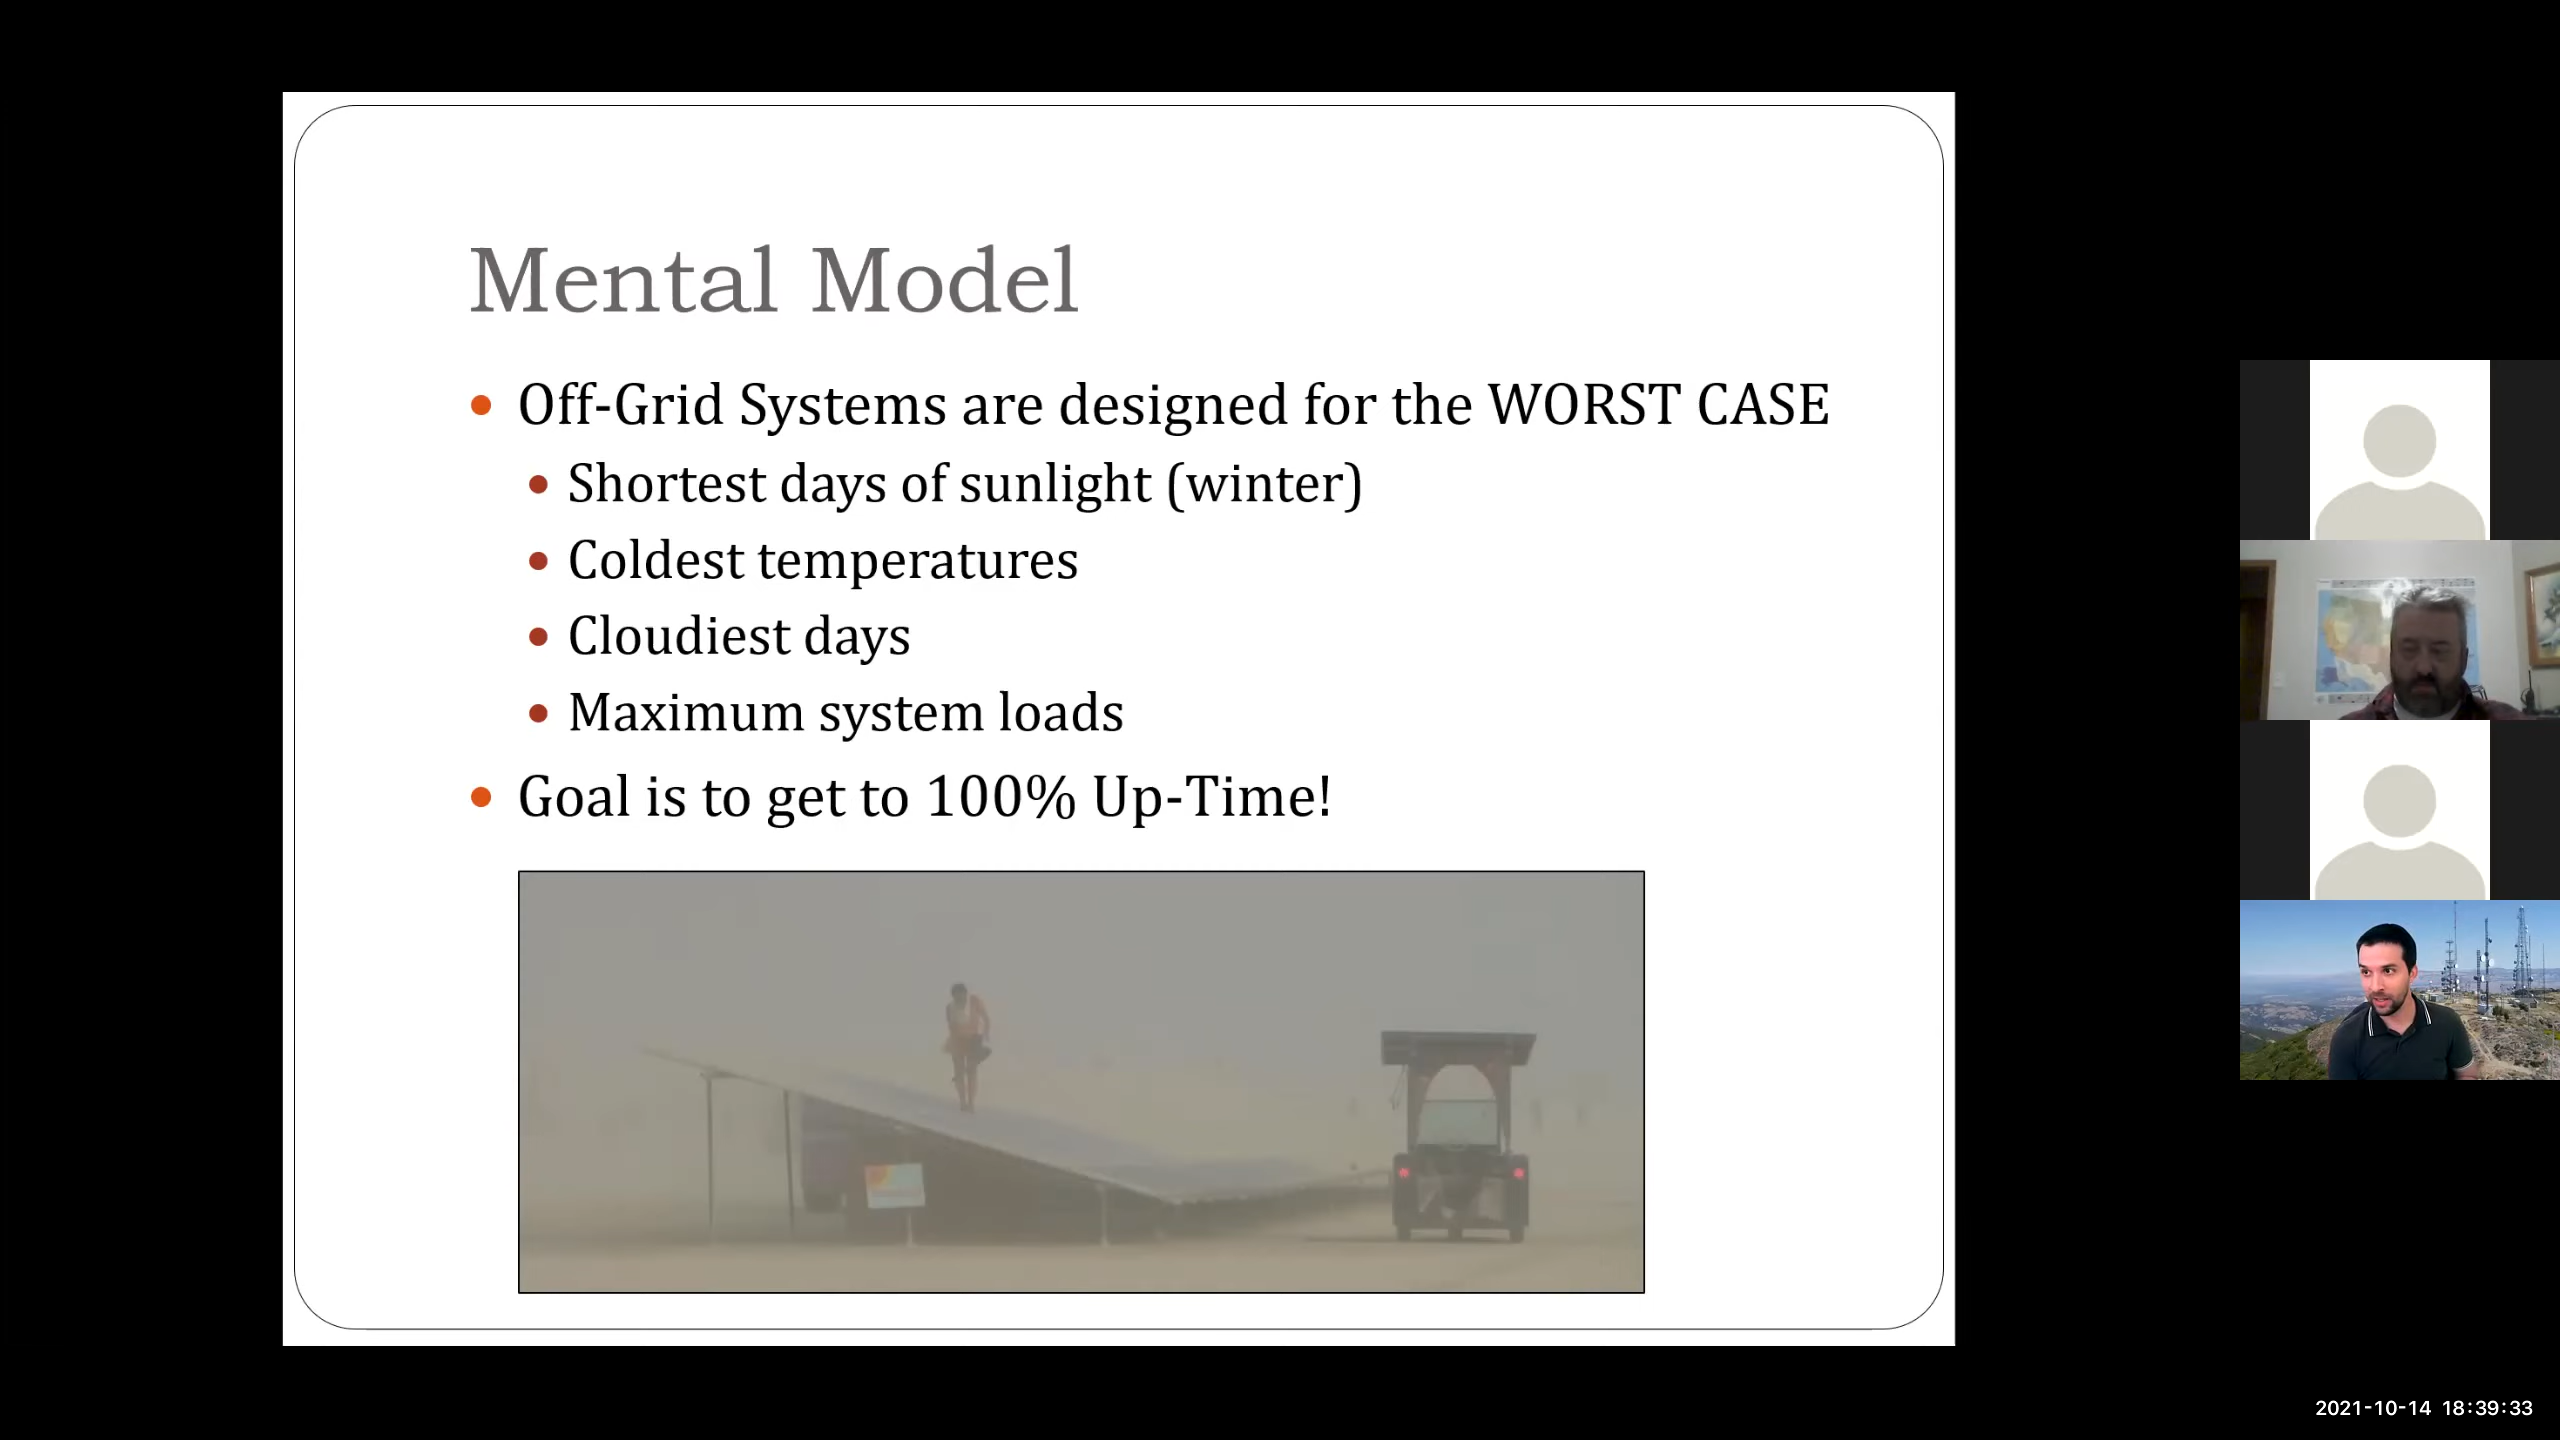 Mental Model
Off-Grid Systems are designed for the WORST CASE
Shortest days of sunlight (winter)
Coldest temperatures
Cloudiest days
Maximum system loads
Goal is to get to 100% Up-Time!
2021-10-14 18:39:33